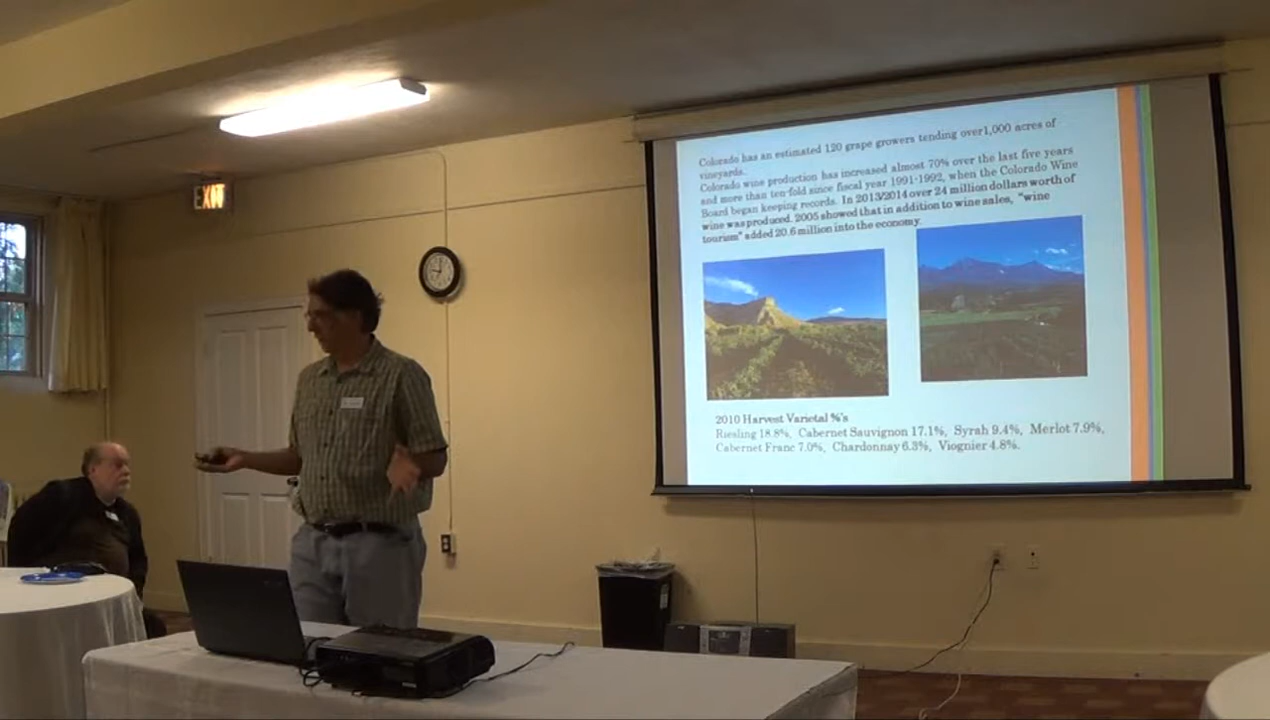 EXIT
Colorado has an estimated 120 grape growers tending over1,000 acres of
vineyards.
Colorado wine production has increased almost 70% over the last five years
and more than ten-fold since fiscal year 1991-1992, when the Colorado Wine
Board began keeping records. In 2013/2014 over 24 million dollars worth of
wine was produced. 2005 showed that in addition to wine sales, "wine
tourism" added 20.6 million into the economy.
2010 Harvest Varietal %'s
Riesling 18.8%, Cabernet Sauvignon 17.1%, Syrah 9.4%, Merlot 7.9%,
Cabernet Franc 7.0%, Chardonnay 6.3%, Viognier 4.8%.